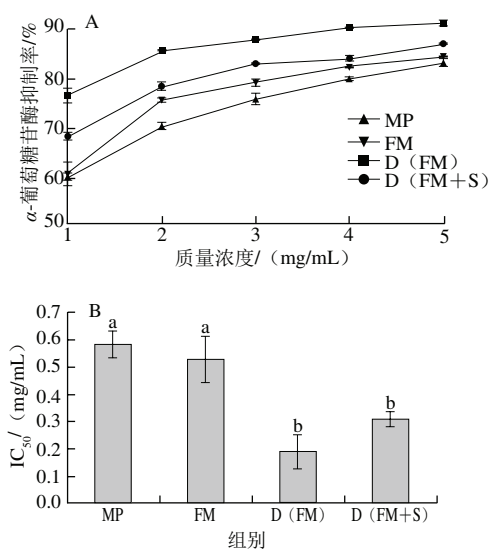 A
α-葡萄糖苷酶抑制率/%
90
80
70
60
50
MP
FM
D（FM）
D（FM+S）
1 2 3 4 5
质量浓度/（mg/mL）
B
IC50/（mg/mL）
0.7
0.6
0.5
0.4
0.3
0.2
0.1
0.0
a a b b
MP FM D（FM） D（FM+S）
组别